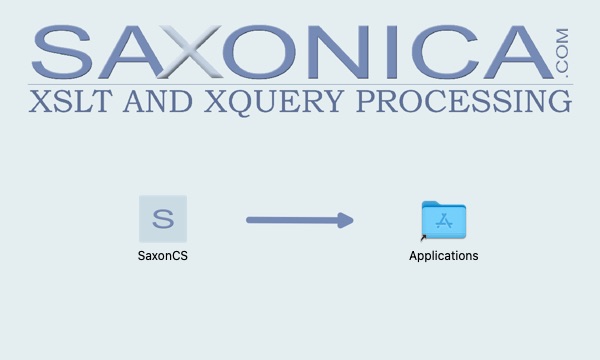 SAXONICA.COM
XSLT AND XQUERY PROCESSING
S
SaxonCS
Applications